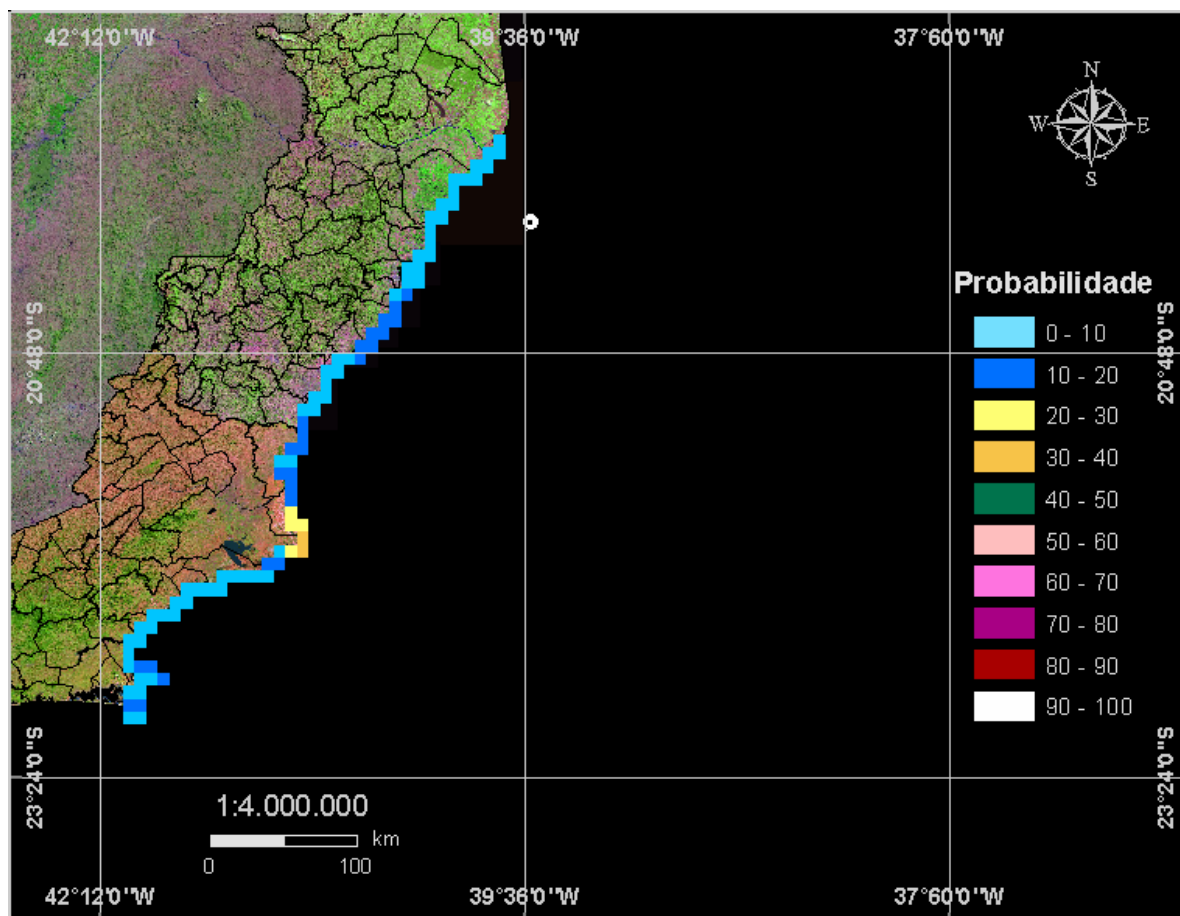 42°12'0"W
39°36'0"W
37°60'0"W
N
W
E
S
Probabilidade
0 - 10
10 - 20
20 - 30
30 - 40
40 - 50
50 - 60
60 - 70
70 - 80
80 - 90
90 - 100
20°48'0"S
20°48'0"S
23°24'0"S
23°24'0"S
1:4.000.000
km
0
100
42°12'0"W
39°36'0"W
37°60'0"W